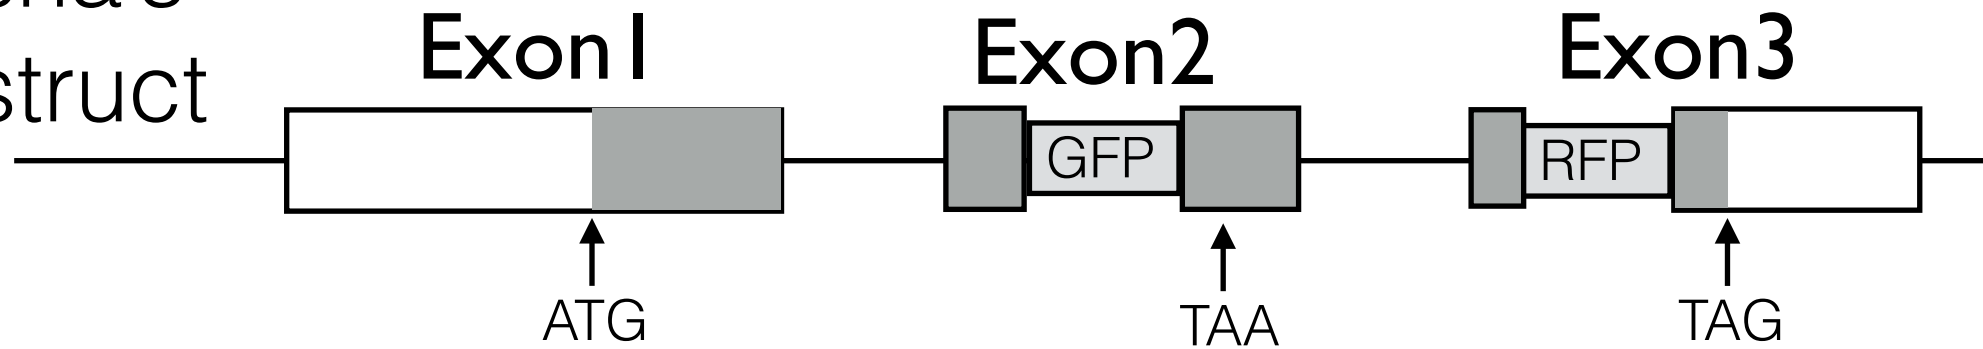 Exon1
Exon2
Exon3
struct
GFP
RFP
ATG
TAA
TAG